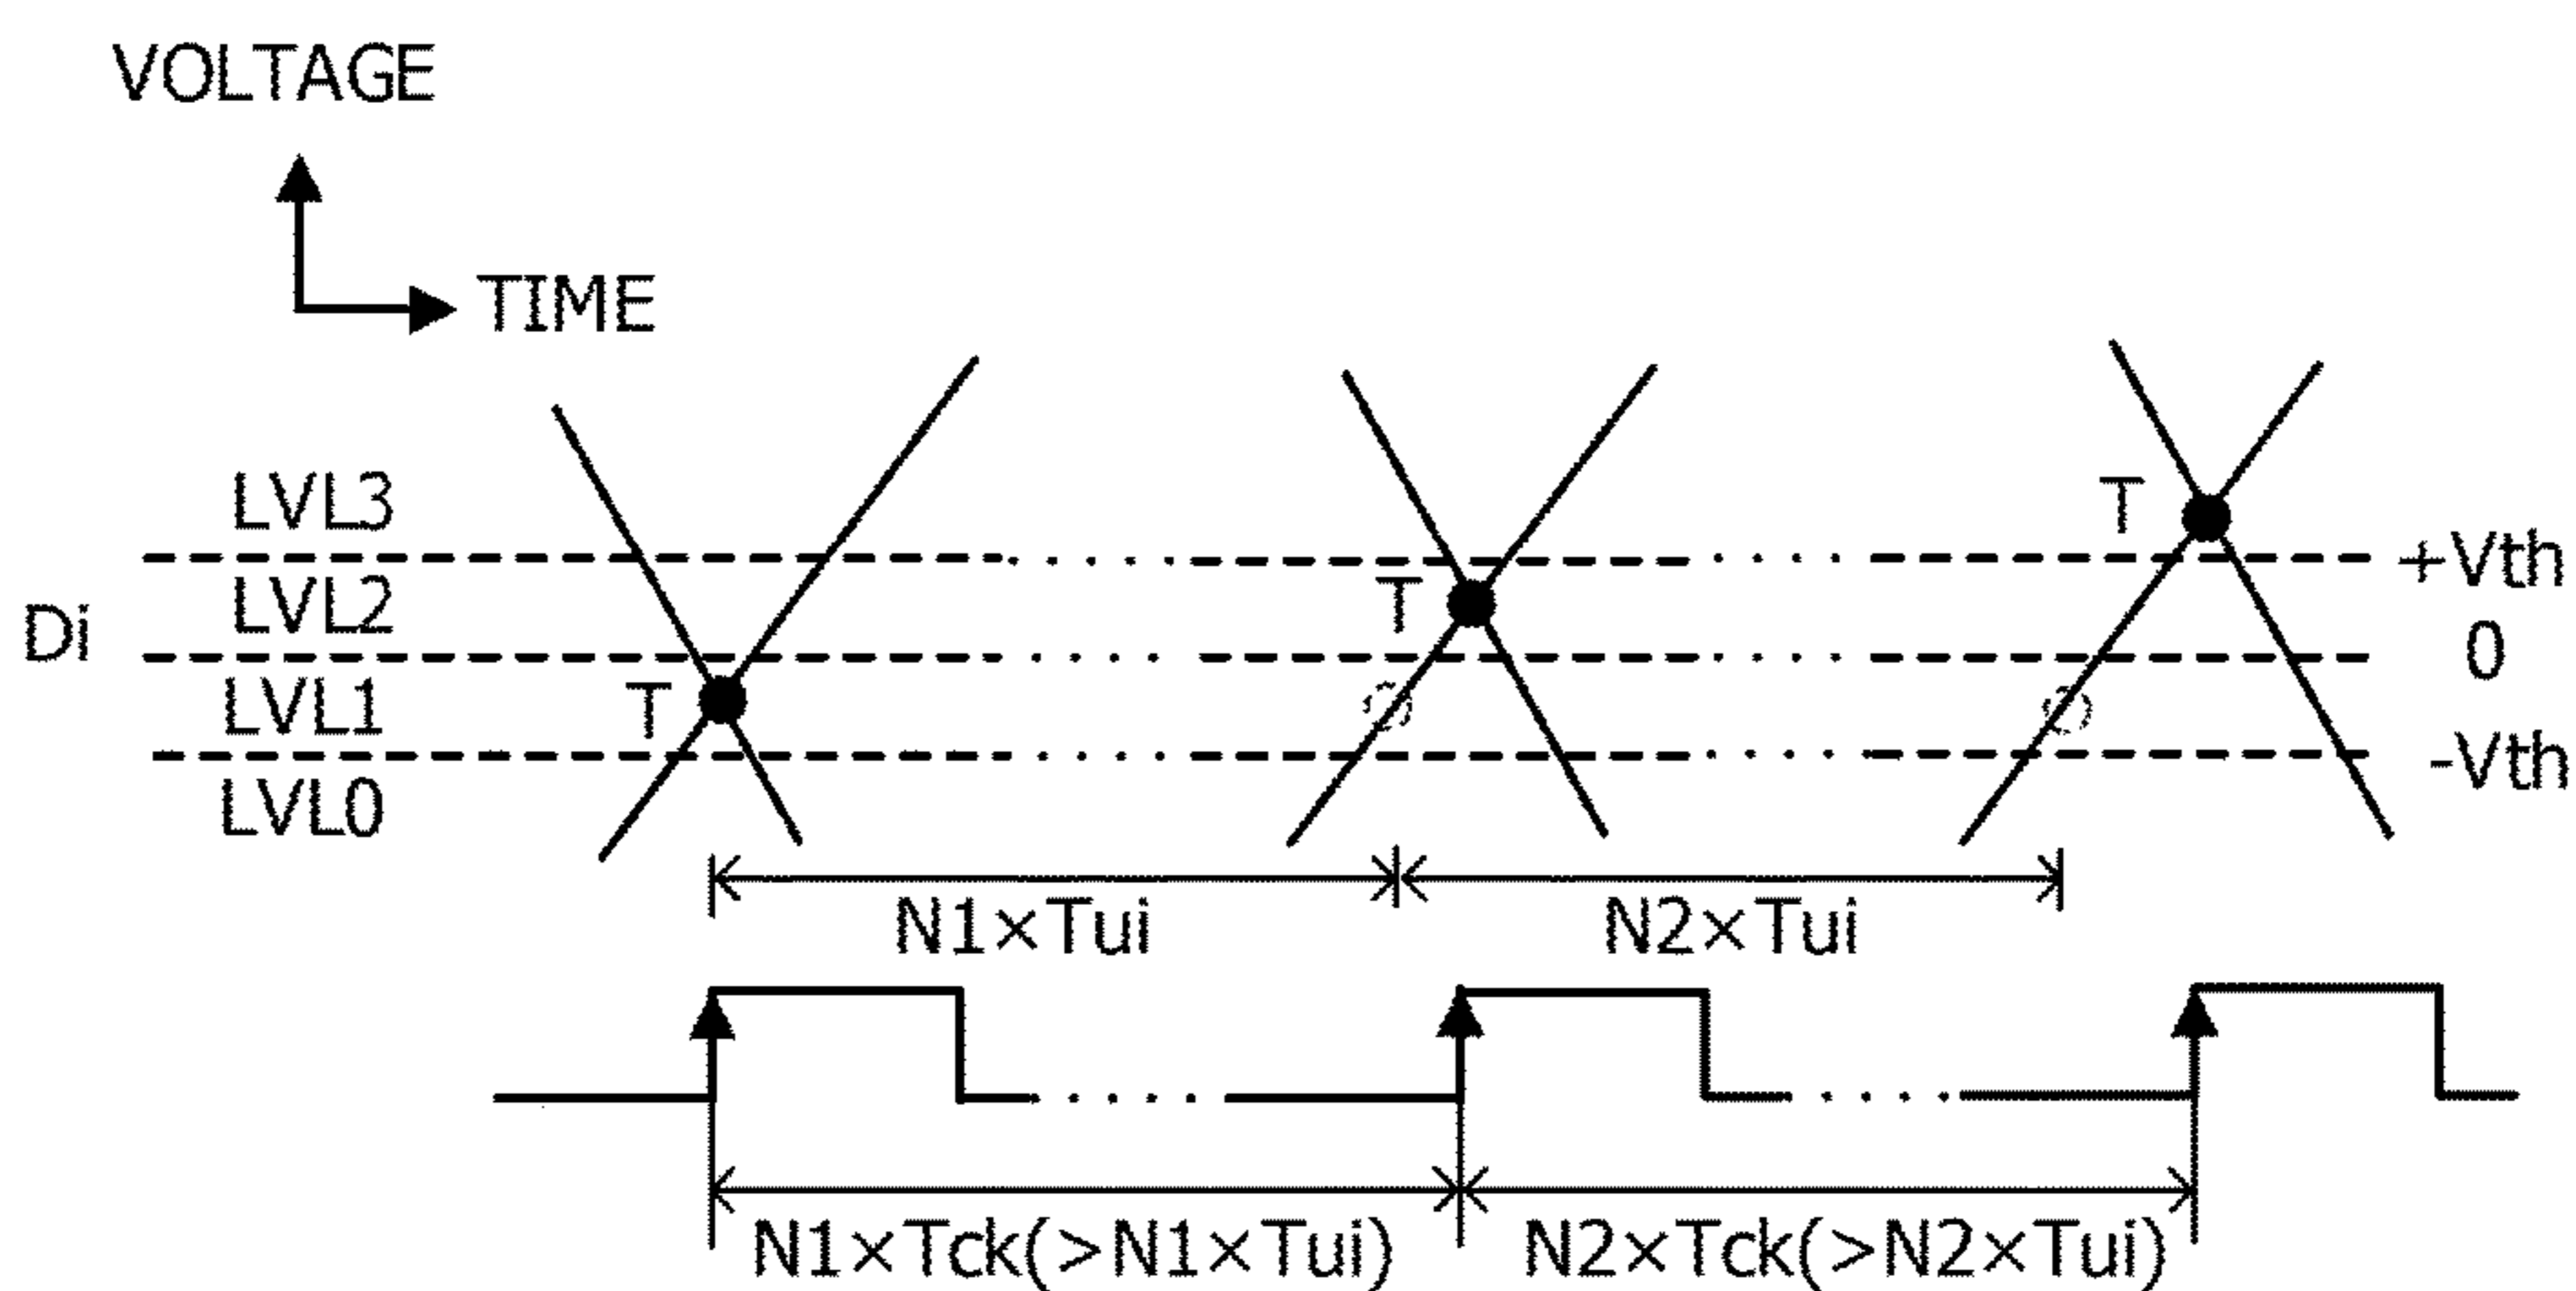 VOLTAGE
TIME
LVL3
T
+Vth
LVL2
T
Di
0
LVL1
T
-Vth
LVL0
N1×Tui
N2×Tui
N1×Tck(>N1×Tui)
N2×Tck(>N2×Tui)